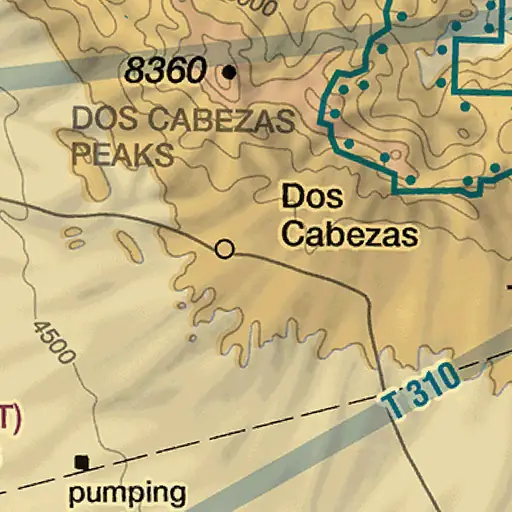 8360
DOS CABEZAS
PEAKS
Dos
Cabezas
4500
T 310
T)
pumping